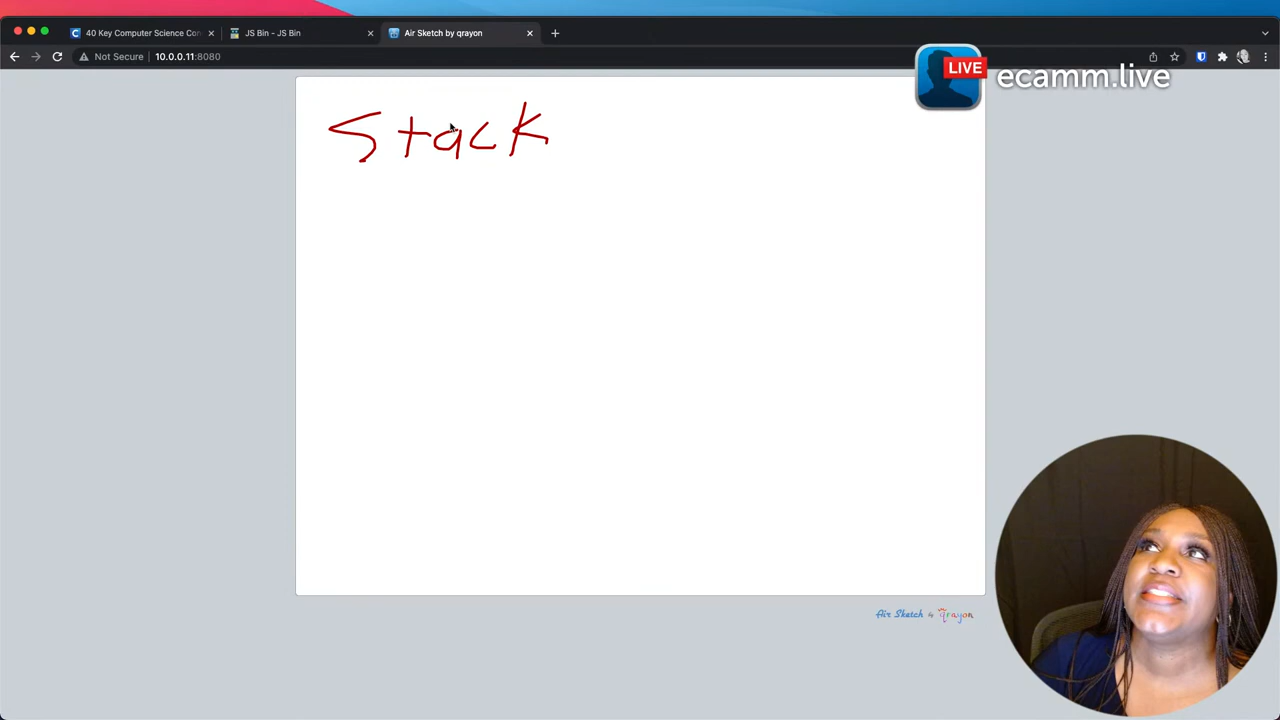 40 Key Computer Science Con
JS Bin - JS Bin
Air Sketch by qrayon
Not Secure
10.0.0.11:8080
LIVE
ecamm.live
Stack
Air Sketch by qrayon